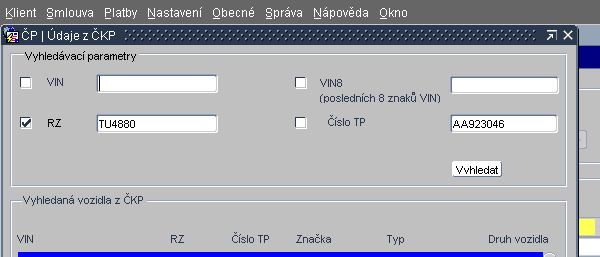 Klient Smlouva Platby Nastavení Obecné Správa Nápověda Okno
ČP | Údaje z ČKP
Vyhledávací parametry
VIN VIN8
(posledních 8 znaků VIN)
RZ TU4880 Číslo TP AA923046
Vyhledat
Vyhledaná vozidla z ČKP
VIN RZ Číslo TP Značka Typ Druh vozidla